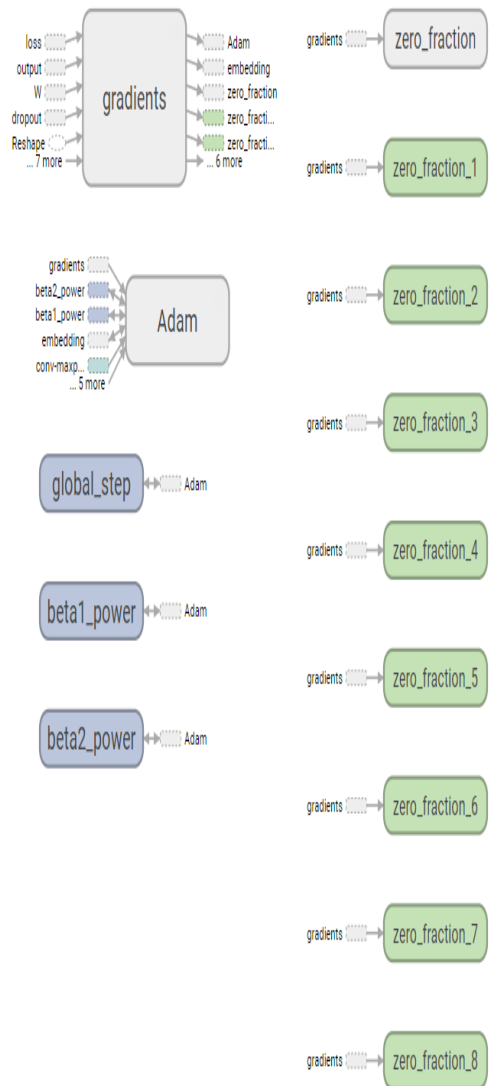 loss
output
W
dropout
Reshape
... 7 more
gradients
Adam
embedding
zero_fraction
zero_fracti...
zero_fracti...
... 6 more
gradients
beta2_power
beta1_power
embedding
conv-maxp...
... 5 more
Adam
global_step
Adam
beta1_power
Adam
beta2_power
Adam
gradients
zero_fraction
gradients
zero_fraction_1
gradients
zero_fraction_2
gradients
zero_fraction_3
gradients
zero_fraction_4
gradients
zero_fraction_5
gradients
zero_fraction_6
gradients
zero_fraction_7
gradients
zero_fraction_8